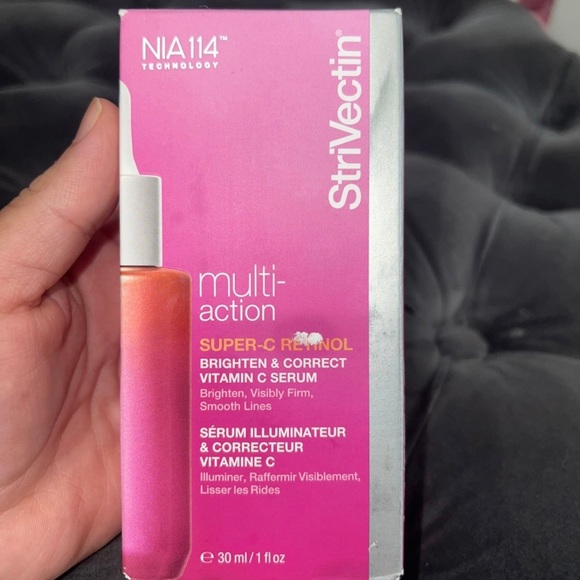 NIA114™
TECHNOLOGY
StriVectin®
multi-
action
SUPER-C RETINOL
BRIGHTEN & CORRECT
VITAMIN C SERUM
Brighten, Visibly Firm,
Smooth Lines
SÉRUM ILLUMINATEUR
& CORRECTEUR
VITAMINE C
Illuminer, Raffermir Visiblement,
Lisser les Rides
℮ 30 ml / 1 fl oz